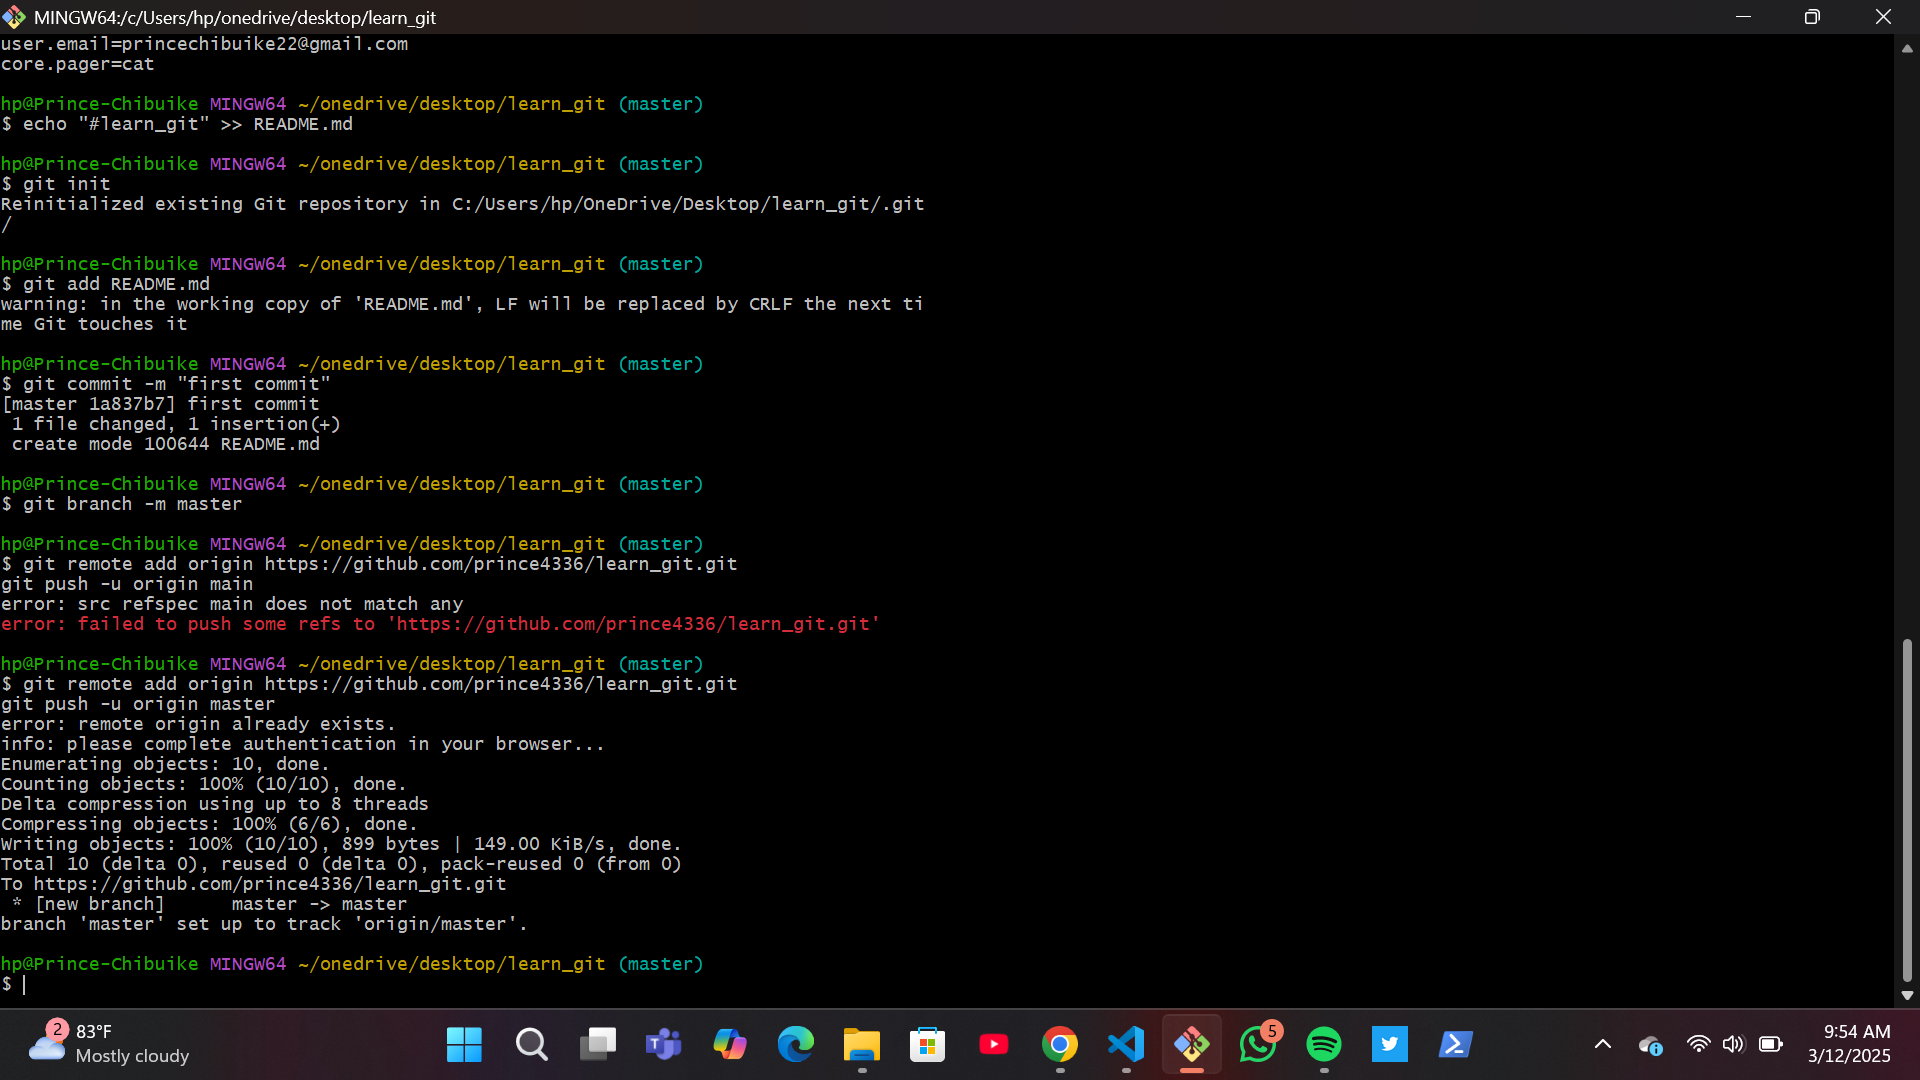 MINGW64:/c/Users/hp/onedrive/desktop/learn_git
user.email=princechibuike22@gmail.com
core.pager=cat
hp@Prince-Chibuike MINGW64 ~/onedrive/desktop/learn_git (master)
$ echo "#learn_git" >> README.md
hp@Prince-Chibuike MINGW64 ~/onedrive/desktop/learn_git (master)
$ git init
Reinitialized existing Git repository in C:/Users/hp/OneDrive/Desktop/learn_git/.git
/
hp@Prince-Chibuike MINGW64 ~/onedrive/desktop/learn_git (master)
$ git add README.md
warning: in the working copy of 'README.md', LF will be replaced by CRLF the next ti
me Git touches it
hp@Prince-Chibuike MINGW64 ~/onedrive/desktop/learn_git (master)
$ git commit -m "first commit"
[master 1a837b7] first commit
1 file changed, 1 insertion(+)
create mode 100644 README.md
hp@Prince-Chibuike MINGW64 ~/onedrive/desktop/learn_git (master)
$ git branch -m master
hp@Prince-Chibuike MINGW64 ~/onedrive/desktop/learn_git (master)
$ git remote add origin https://github.com/prince4336/learn_git.git
git push -u origin main
error: src refspec main does not match any
error: failed to push some refs to 'https://github.com/prince4336/learn_git.git'
hp@Prince-Chibuike MINGW64 ~/onedrive/desktop/learn_git (master)
$ git remote add origin https://github.com/prince4336/learn_git.git
git push -u origin master
error: remote origin already exists.
info: please complete authentication in your browser...
Enumerating objects: 10, done.
Counting objects: 100% (10/10), done.
Delta compression using up to 8 threads
Compressing objects: 100% (6/6), done.
Writing objects: 100% (10/10), 899 bytes | 149.00 KiB/s, done.
Total 10 (delta 0), reused 0 (delta 0), pack-reused 0 (from 0)
To https://github.com/prince4336/learn_git.git
* [new branch]      master -> master
branch 'master' set up to track 'origin/master'.
hp@Prince-Chibuike MINGW64 ~/onedrive/desktop/learn_git (master)
$
2
83°F
Mostly cloudy
5
9:54 AM
3/12/2025